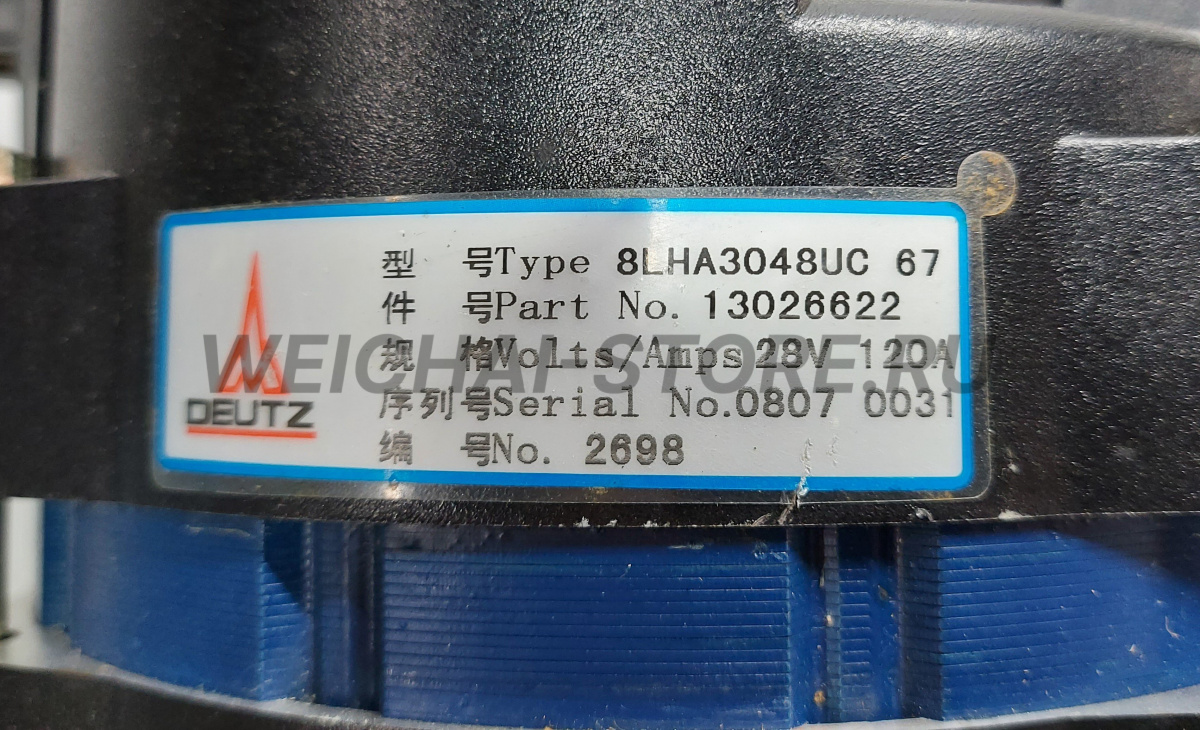 型 号Type 8LHA3048UC 67
件 号Part No. 13026622
规 格Volts/Amps 28V 120A
序列号Serial No.0807 0031
编 号No. 2698
DEUTZ
WEICHAI-STORE.RU